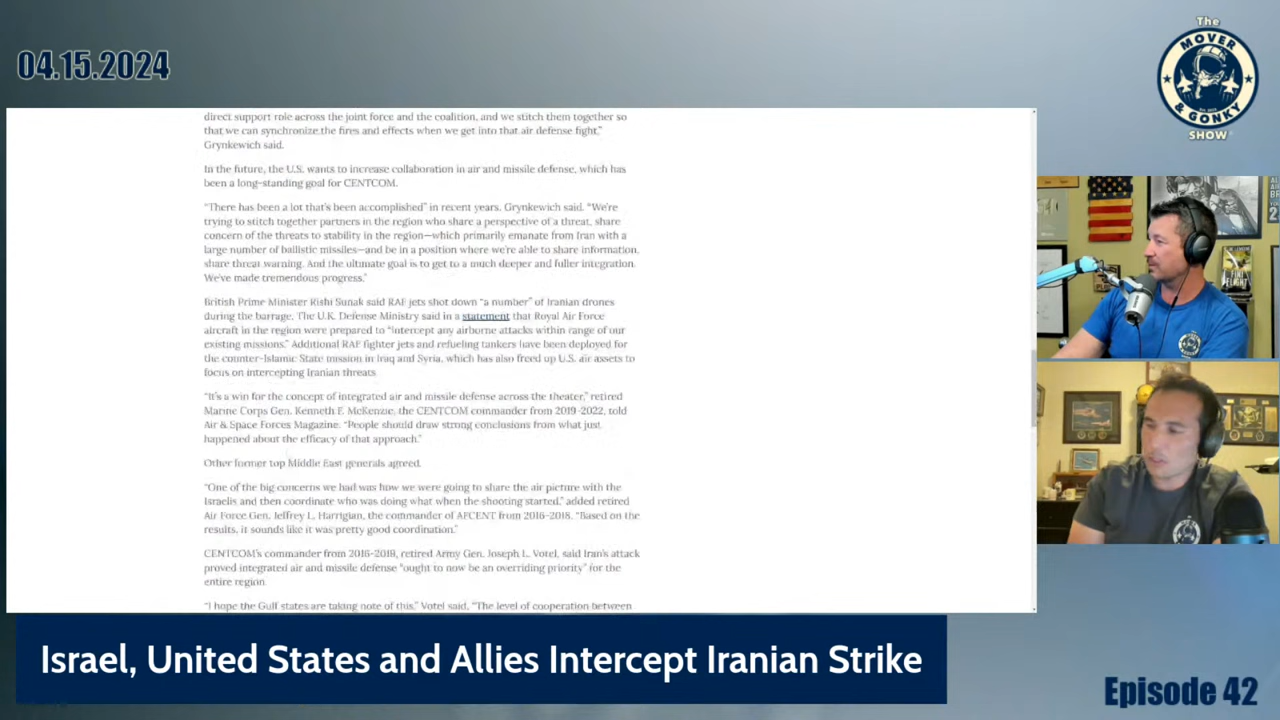 04.15.2024
The
MOVER
& GONKY
SHOW
direct support role across the joint force and the coalition, and we stitch them together so
that we can synchronize the fires and effects when we get into that air defense fight,"
Grynkewich said.
In the future, the U.S. wants to increase collaboration in air and missile defense, which has
been a long-standing goal for CENTCOM.
"There has been a lot that's been accomplished" in recent years, Grynkewich said. "We're
trying to stitch together partners in the region who share a perspective of a threat, share
concern of the threats to stability in the region—which primarily emanate from Iran with a
large number of ballistic missiles—and be in a position where we're able to share information,
share threat warning. And the ultimate goal is to get to a much deeper and fuller integration.
We've made tremendous progress."
British Prime Minister Rishi Sunak said RAF jets shot down "a number" of Iranian drones
during the barrage. The U.K. Defense Ministry said in a statement that Royal Air Force
aircraft in the region were prepared to "intercept any airborne attacks within range of our
existing missions." Additional RAF fighter jets and refueling tankers have been deployed for
the counter-Islamic State mission in Iraq and Syria, which has also freed up U.S. air assets to
focus on intercepting Iranian threats.
"It's a win for the concept of integrated air and missile defense across the theater," retired
Marine Corps Gen. Kenneth F. McKenzie, the CENTCOM commander from 2019-2022, told
Air & Space Forces Magazine. "People should draw strong conclusions from what just
happened about the efficacy of that approach."
Other former top Middle East generals agreed.
"One of the big concerns we had was how we were going to share the air picture with the
Israelis and then coordinate who was doing what when the shooting started," added retired
Air Force Gen. Jeffrey L. Harrigian, the commander of AFCENT from 2016-2018. "Based on the
results, it sounds like it was pretty good coordination."
CENTCOM's commander from 2016-2019, retired Army Gen. Joseph L. Votel, said Iran's attack
proved integrated air and missile defense "ought to now be an overriding priority" for the
entire region.
"I hope the Gulf states are taking note of this," Votel said. "The level of cooperation between
FINI
FLIGHT
Israel, United States and Allies Intercept Iranian Strike
Episode 42